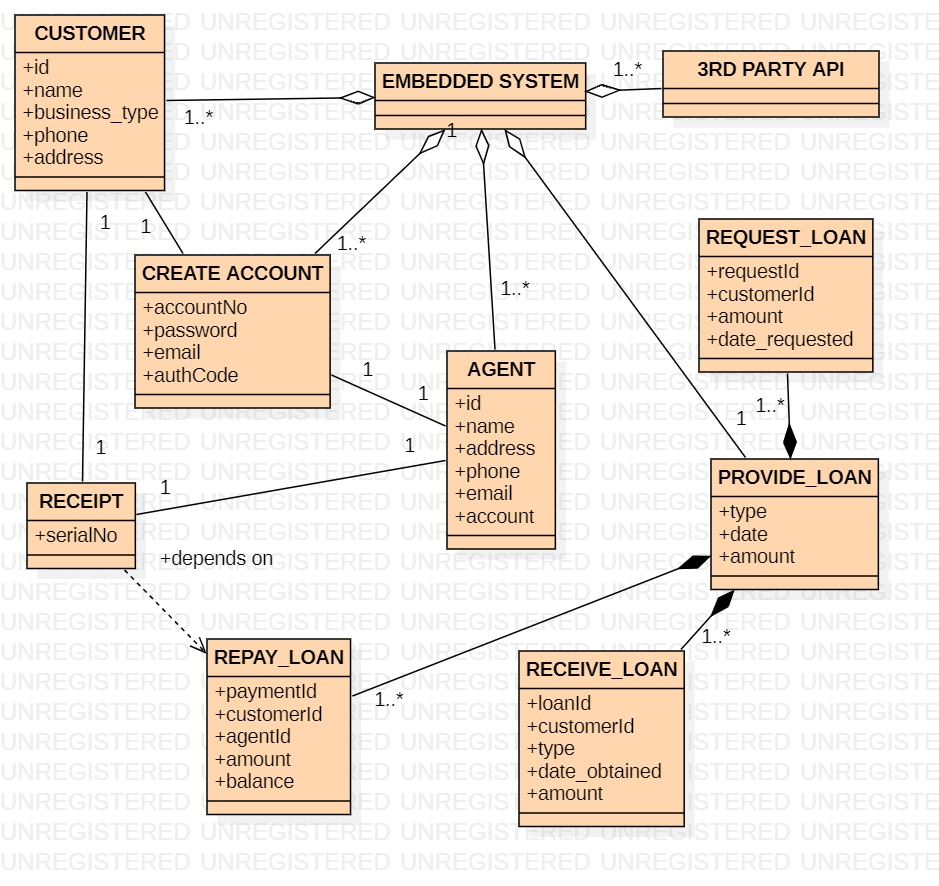 CUSTOMER
+id
+name
+business_type
+phone
+address
EMBEDDED SYSTEM
3RD PARTY API
1..*
1..*
1
1
1
1..*
CREATE ACCOUNT
+accountNo
+password
+email
+authCode
REQUEST_LOAN
+requestId
+customerId
+amount
+date_requested
1..*
AGENT
+id
+name
+address
+phone
+email
+account
1
1
1
1
1
1..*
1
PROVIDE_LOAN
+type
+date
+amount
RECEIPT
+serialNo
+depends on
REPAY_LOAN
+paymentId
+customerId
+agentId
+amount
+balance
1..*
1..*
RECEIVE_LOAN
+loanId
+customerId
+type
+date_obtained
+amount
UNREGISTERED